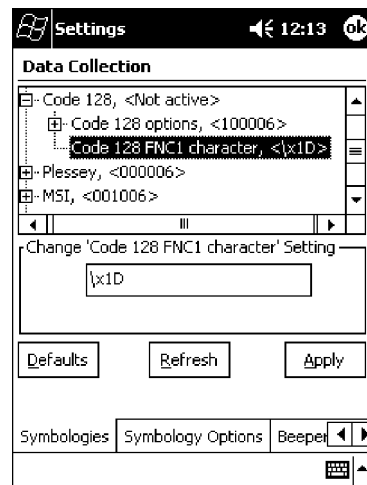 Settings 12:13 ok
Data Collection
Code 128, <Not active>
Code 128 options, <100006>
Code 128 FNC1 character, <\x1D>
Plessey, <000006>
MSI, <001006>
Change 'Code 128 FNC1 character' Setting
\x1D
Defaults Refresh Apply
Symbologies Symbology Options Beeper